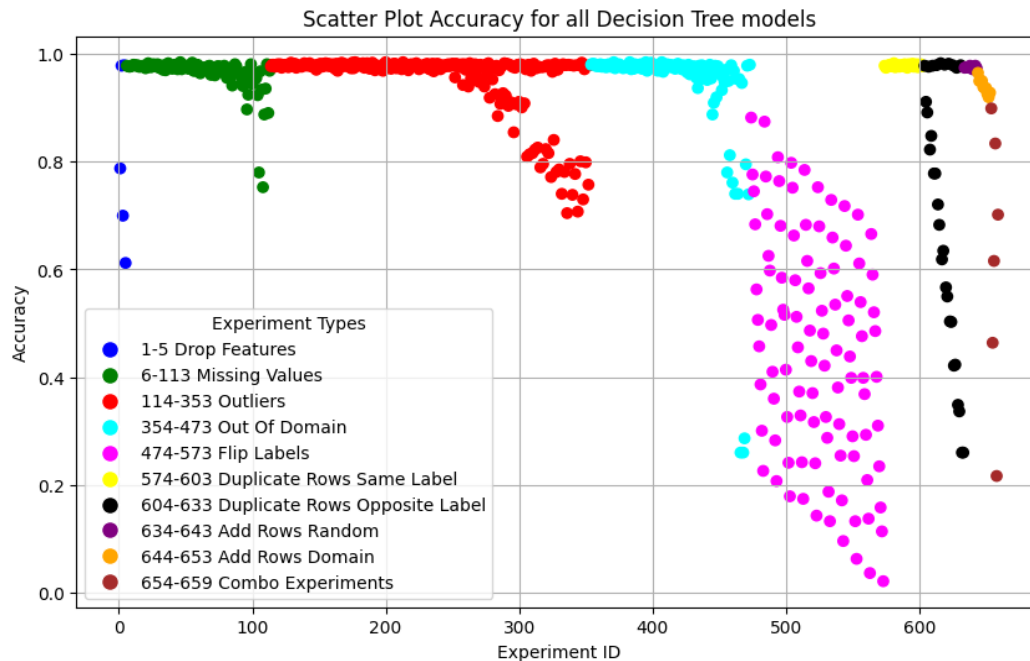 Scatter Plot Accuracy for all Decision Tree models
1.0
0.8
0.6
0.4
0.2
0.0
Accuracy
Experiment Types
1-5 Drop Features
6-113 Missing Values
114-353 Outliers
354-473 Out Of Domain
474-573 Flip Labels
574-603 Duplicate Rows Same Label
604-633 Duplicate Rows Opposite Label
634-643 Add Rows Random
644-653 Add Rows Domain
654-659 Combo Experiments
0 100 200 300 400 500 600
Experiment ID